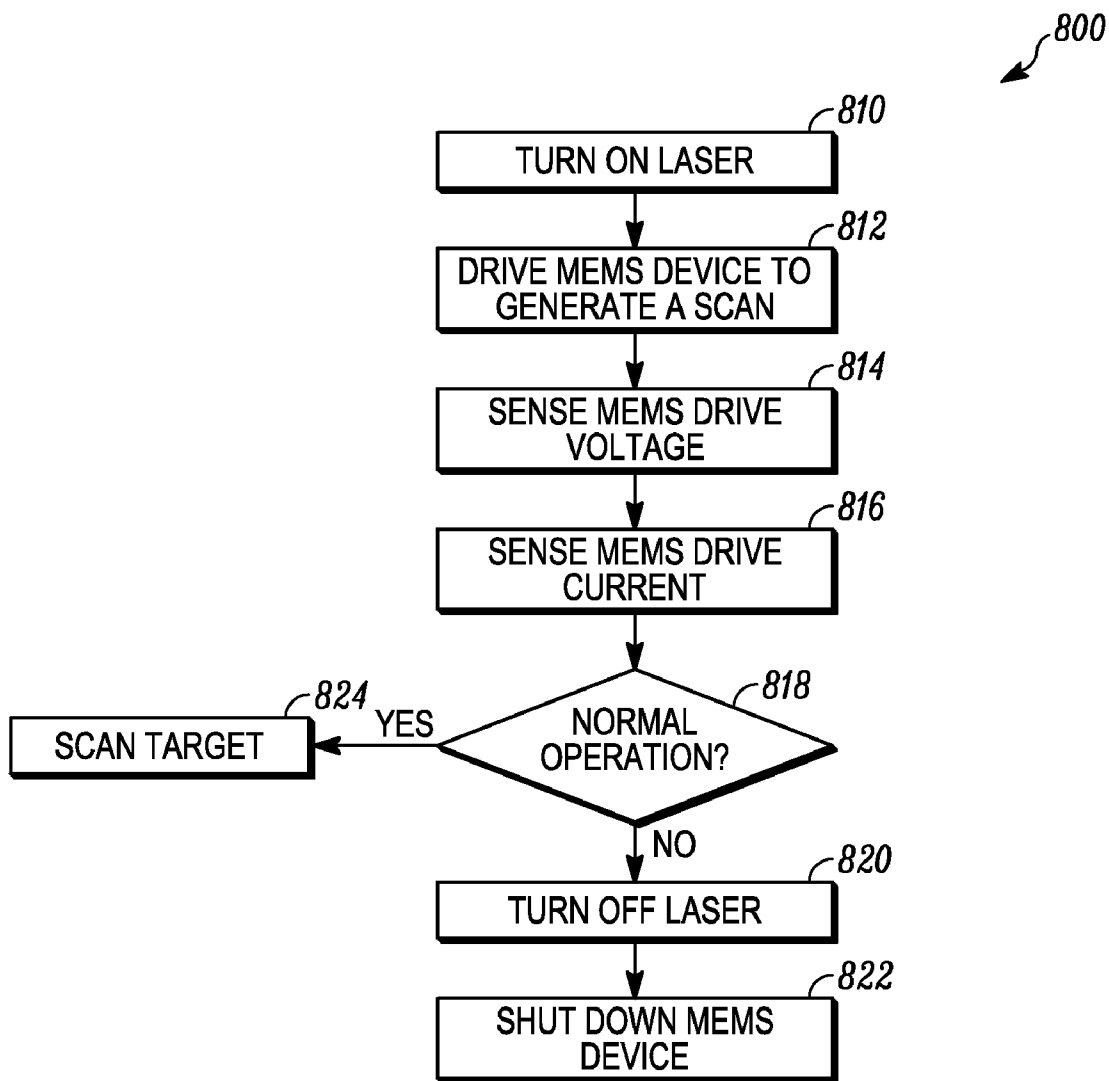 800
810
TURN ON LASER
812
DRIVE MEMS DEVICE TO
GENERATE A SCAN
814
SENSE MEMS DRIVE
VOLTAGE
816
SENSE MEMS DRIVE
CURRENT
818
NORMAL
OPERATION?
824
YES
SCAN TARGET
NO
820
TURN OFF LASER
822
SHUT DOWN MEMS
DEVICE